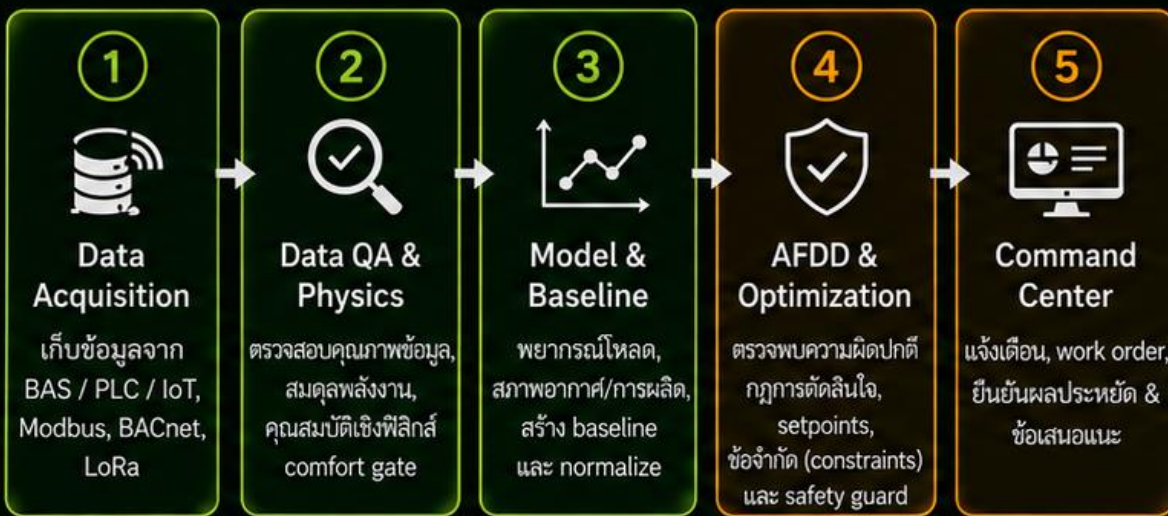 1
Data
Acquisition
เก็บข้อมูลจาก
BAS / PLC / IoT,
Modbus, BACnet,
LoRa
2
Data QA &
Physics
ตรวจสอบคุณภาพข้อมูล,
สมดุลพลังงาน,
คุณสมบัติเชิงฟิสิกส์
comfort gate
3
Model &
Baseline
พยากรณ์โหลด,
สภาพอากาศ/การผลิต,
สร้าง baseline
และ normalize
4
AFDD &
Optimization
ตรวจพบความผิดปกติ
กฎการตัดสินใจ,
setpoints,
ข้อจำกัด (constraints)
และ safety guard
5
Command
Center
แจ้งเตือน, work order,
ยืนยันผลประหยัด &
ข้อเสนอแนะ